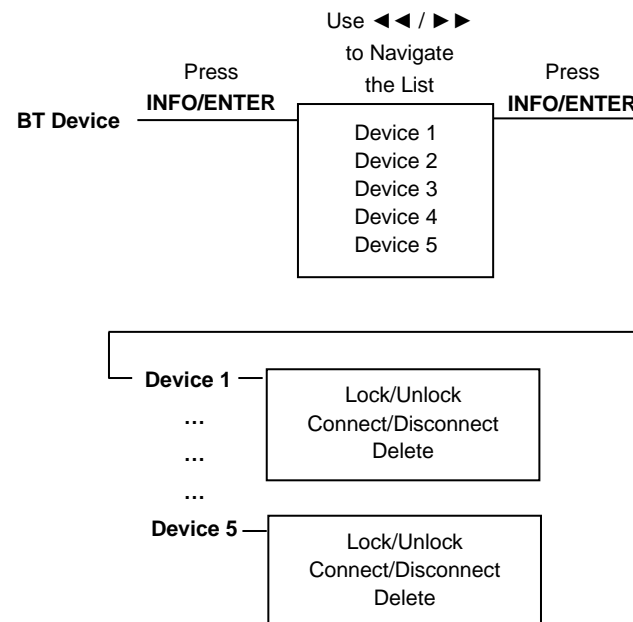 Use ◄◄ / ►►
to Navigate
the List
Press
INFO/ENTER
Press
INFO/ENTER
BT Device
Device 1
Device 2
Device 3
Device 4
Device 5
Device 1
Lock/Unlock
Connect/Disconnect
Delete
...
...
...
Device 5
Lock/Unlock
Connect/Disconnect
Delete